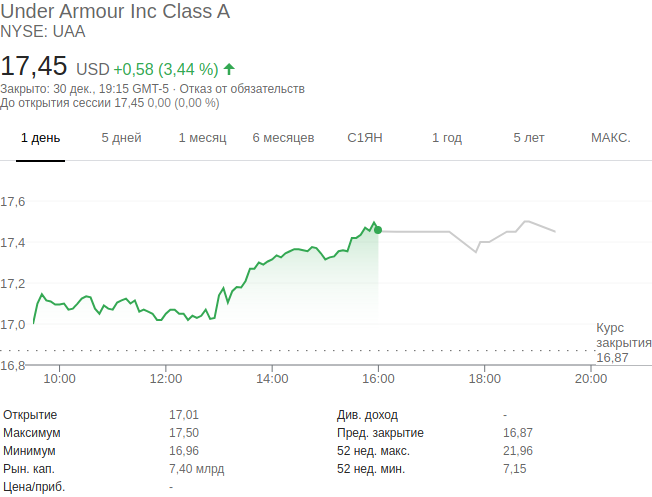 Under Armour Inc Class A
NYSE: UAA
17,45 USD +0,58 (3,44 %)
Закрыто: 30 дек., 19:15 GMT-5 · Отказ от обязательств
До открытия сессии 17,45 0,00 (0,00 %)
1 день 5 дней 1 месяц 6 месяцев С1ЯН 1 год 5 лет МАКС.
17,6
17,4
17,2
17,0
Курс
закрытия
16,87
16,8
10:00 12:00 14:00 16:00 18:00 20:00
Открытие 17,01 Див. доход -
Максимум 17,50 Пред. закрытие 16,87
Минимум 16,96 52 нед. макс. 21,96
Рын. кап. 7,40 млрд 52 нед. мин. 7,15
Цена/приб. -